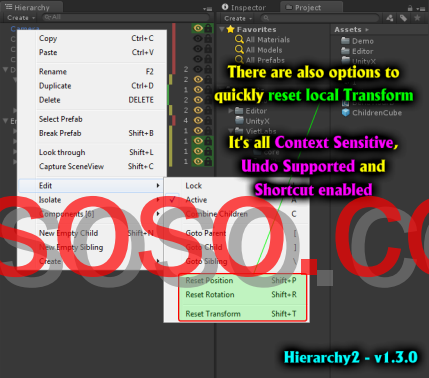 Hierarchy
Inspector
Project
Create
All
Create
Camera
Favorites
All Materials
All Models
All Prefabs
Assets
Demo
Editor
UnityX
Copy Ctrl+C
Paste Ctrl+V
Rename F2
Duplicate Ctrl+D
Delete DELETE
Select Prefab
Break Prefab Shift+B
Look through Shift+L
Capture SceneView Shift+C
Edit
Isolate
Components [6]
New Empty Child Shift+N
New Empty Sibling
Create
Lock
Active A
Combine Children C
Goto Parent [
Goto Child ]
Goto Sibling \
Reset Position Shift+P
Reset Rotation Shift+R
Reset Transform Shift+T
Editor
UnityX
ChildrenCube
There are also options to
quickly reset local Transform
It's all Context Sensitive,
Undo Supported and
Shortcut enabled
Hierarchy2 - v1.3.0